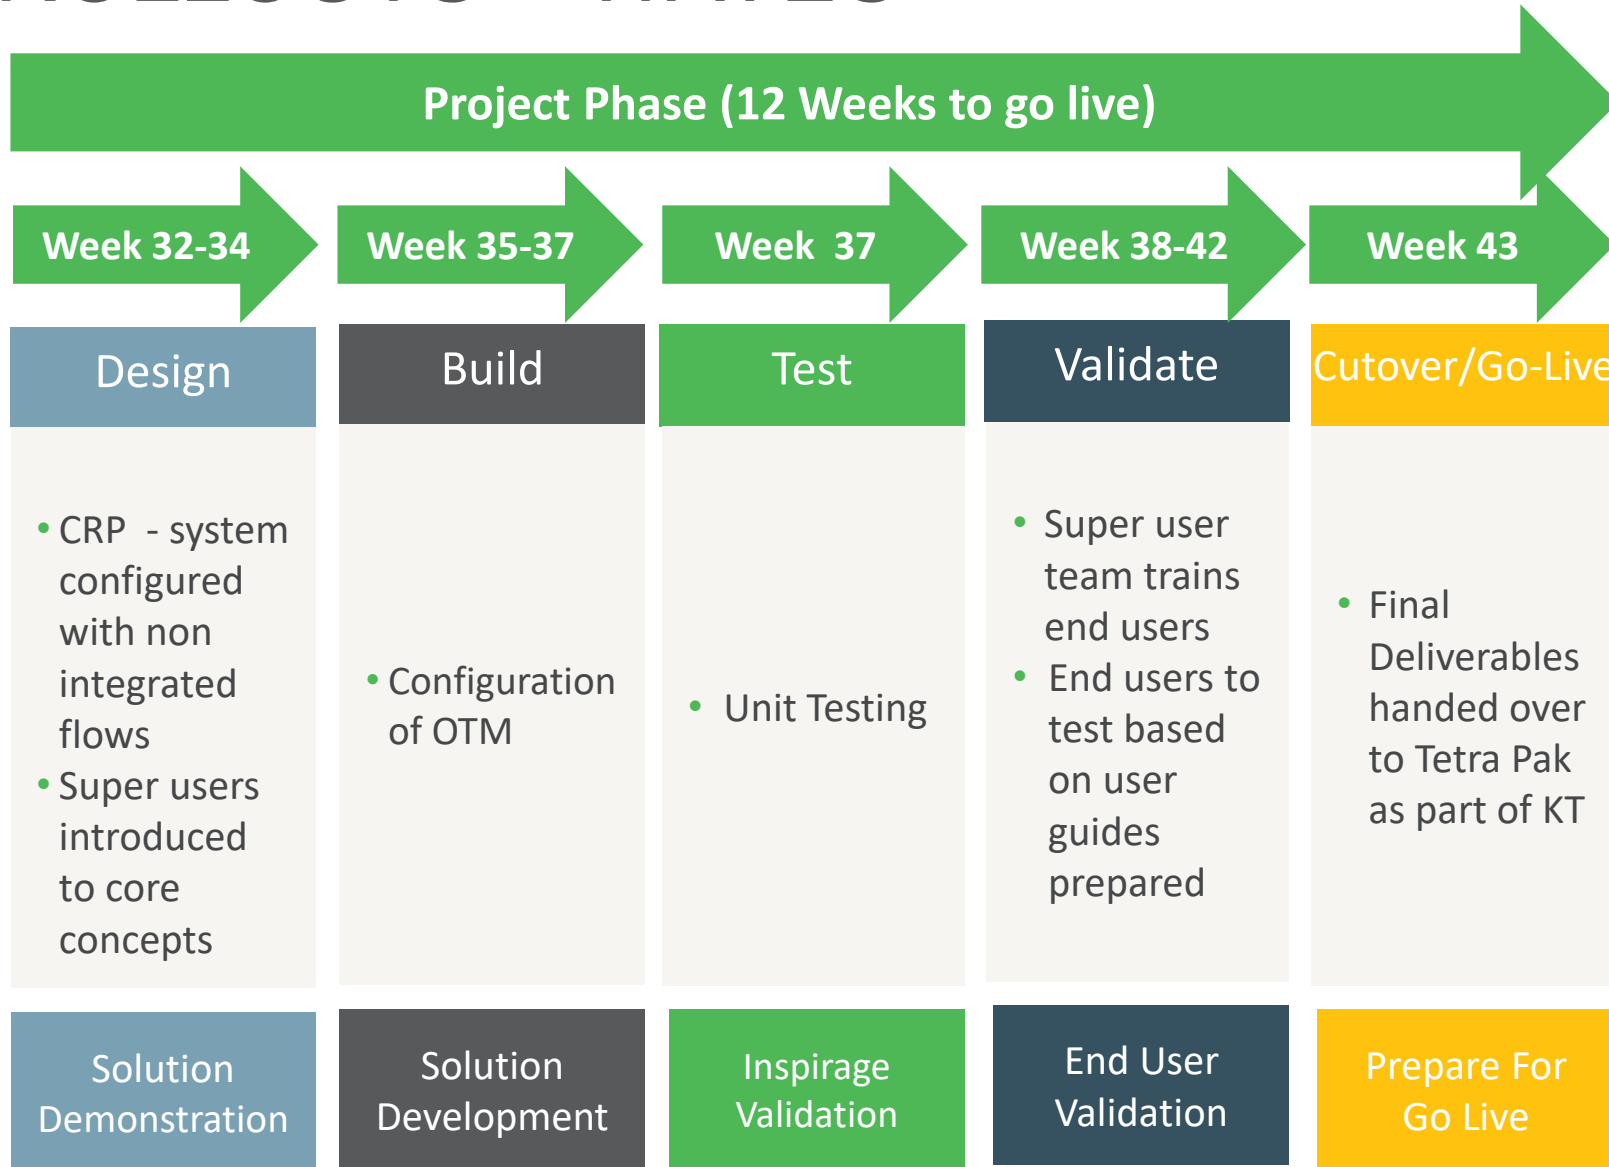 Project Phase (12 Weeks to go live)
Week 32-34
Week 35-37
Week 37
Week 38-42
Week 43
Design
Build
Test
Validate
Cutover/Go-Live
• CRP - system
configured
with non
integrated
flows
• Super users
introduced
to core
concepts
• Configuration
of OTM
• Unit Testing
• Super user
team trains
end users
• End users to
test based
on user
guides
prepared
• Final
Deliverables
handed over
to Tetra Pak
as part of KT
Solution
Demonstration
Solution
Development
Inspirage
Validation
End User
Validation
Prepare For
Go Live